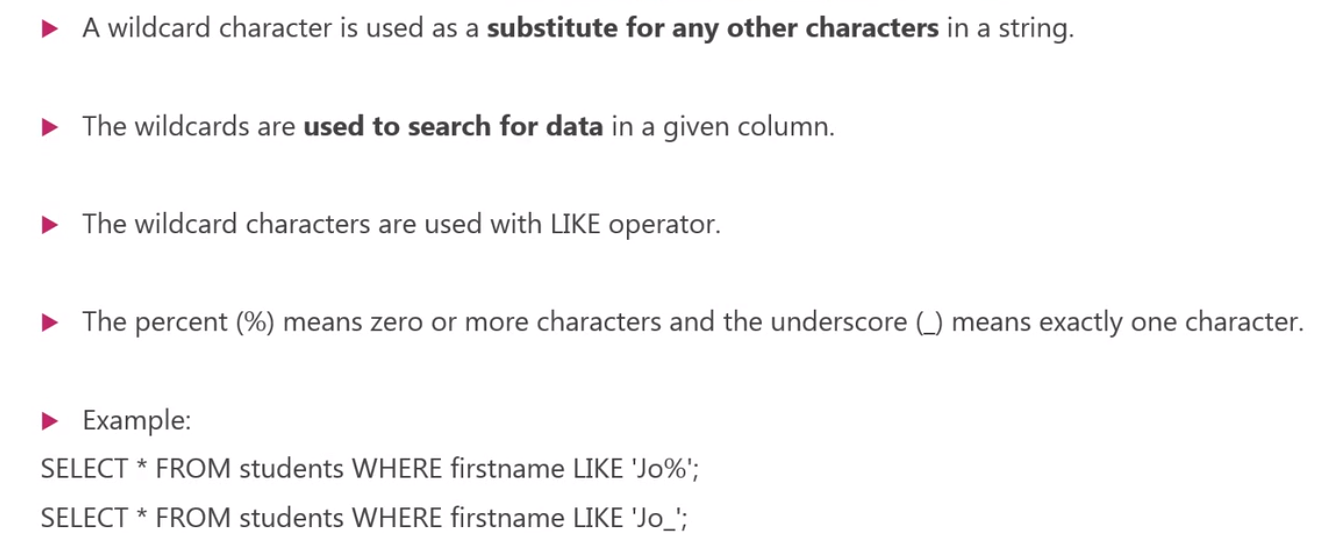 A wildcard character is used as a substitute for any other characters in a string.
The wildcards are used to search for data in a given column.
The wildcard characters are used with LIKE operator.
The percent (%) means zero or more characters and the underscore (_) means exactly one character.
Example:
SELECT * FROM students WHERE firstname LIKE 'Jo%';
SELECT * FROM students WHERE firstname LIKE 'Jo_';